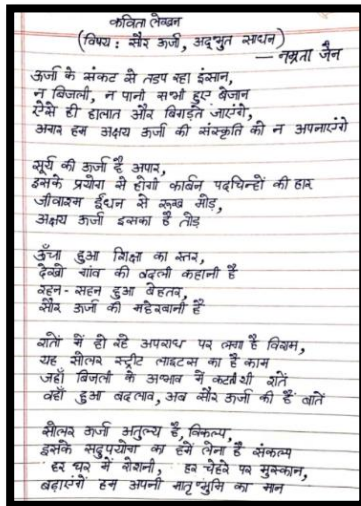 कविता लेखन
(विषय : सौर ऊर्जा, अद्भुत साधन)
— नम्रता जैन
ऊर्जा के संकट से तडप रहा इंसान,
न बिजली, न पानी सभी हुए बेजान
ऐसे ही हालात और बिगड़ते जाएंगे,
अगर हम अक्षय ऊर्जा की संस्कृति को न अपनाएंगे
सूर्य की ऊर्जा है अपार,
इसके प्रयोग से होगी कार्बन पदचिन्हों की हार
जीवाश्म ईंधन से रूख मोड़,
अक्षय ऊर्जा इसका है तोड़
ऊँचा हुआ शिक्षा का स्तर,
देखो गांव की बदली कहानी है
रहन-सहन हुआ बेहतर,
सौर ऊर्जा की महेरबानी है
रातों में हो रहे अपराध पर लगा है विराम,
यह सोलर स्ट्रीट लाइटस का है काम
जहाँ बिजली के अभाव में कटती थी रातें
वहाँ हुआ बदलाव, अब सौर ऊर्जा की हैं बातें
सोलर ऊर्जा अतुल्य है, विकल्प,
इसके सदुपयोग का हमें लेना है संकल्प
हर घर में रोशनी, हर चेहरे पर मुस्कान,
बढ़ाएंगें हम अपनी मातृभूमि का मान